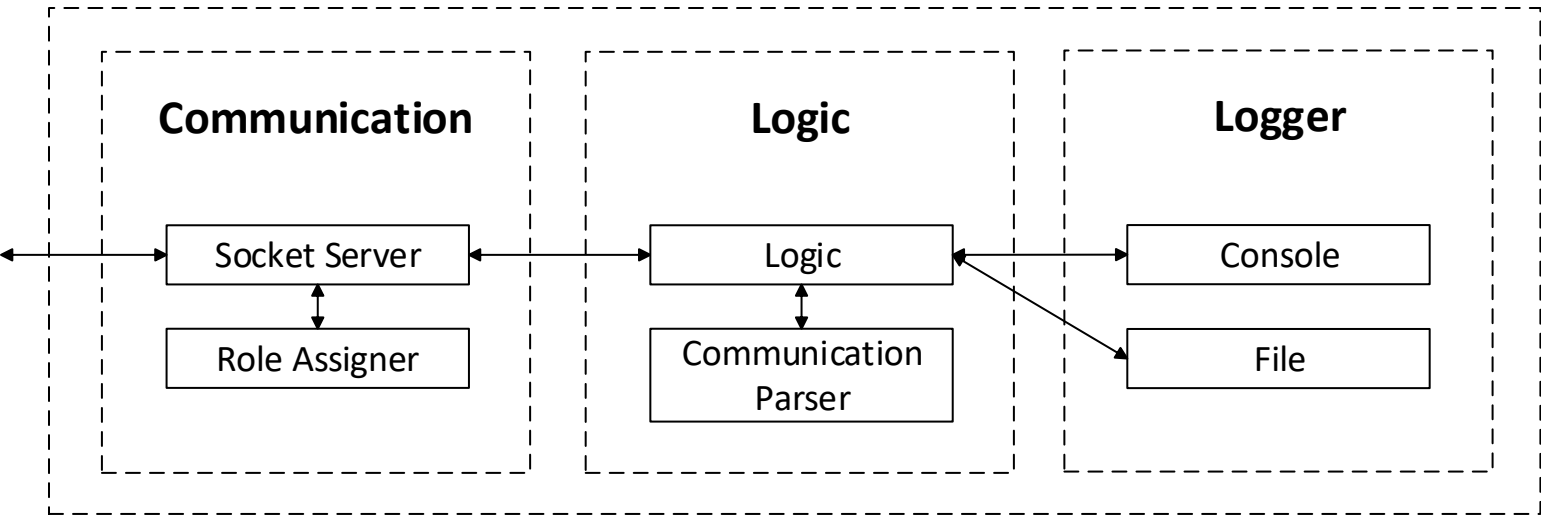 Communication
Logic
Logger
Socket Server
Logic
Console
Role Assigner
Communication
Parser
File